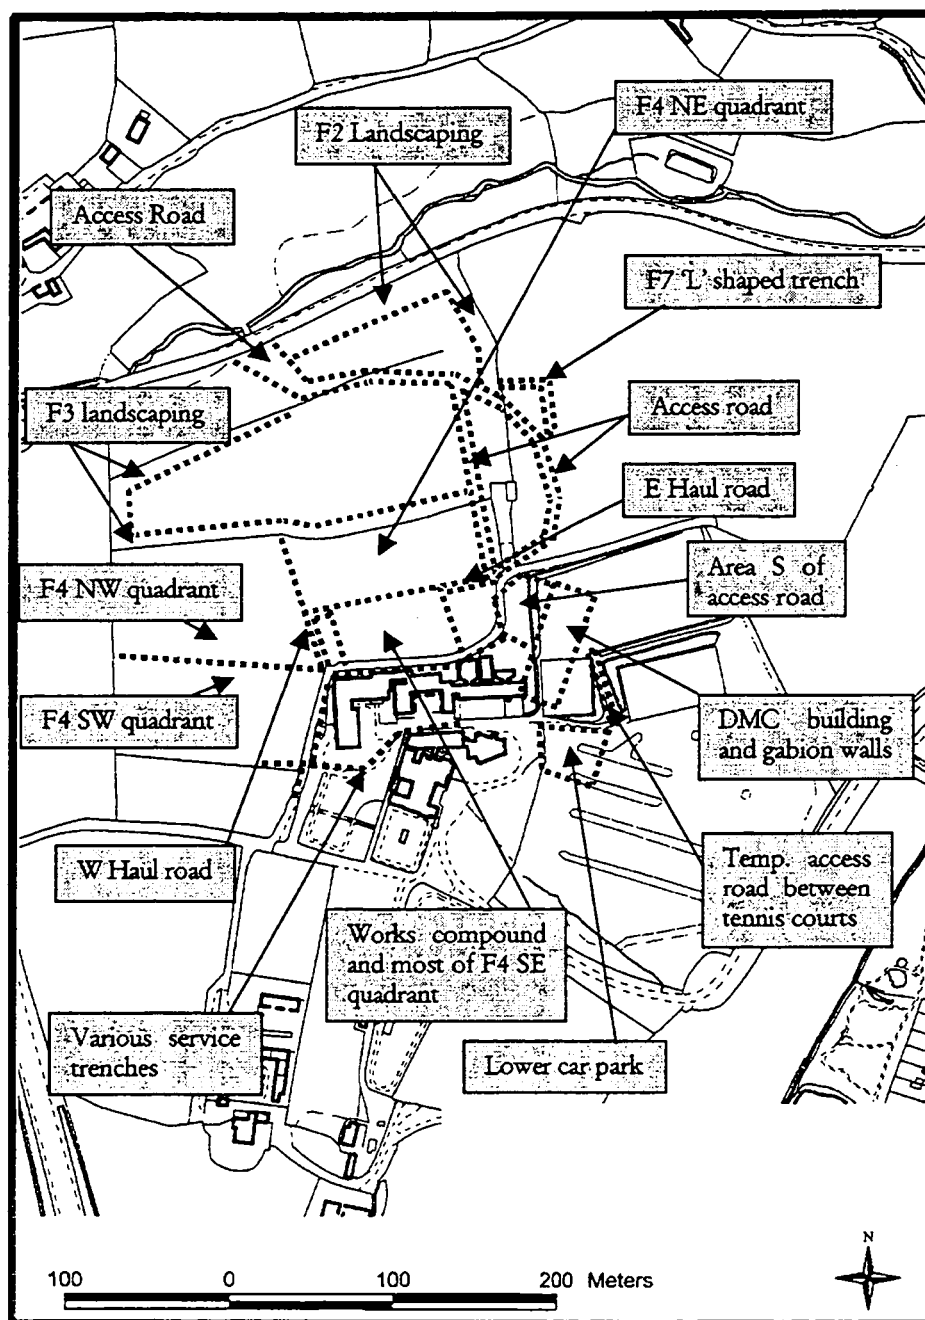 F4 NE quadrant
F2 Landscaping
Access Road
F7 'L' shaped trench
F3 landscaping
Access road
E Haul road
Area S of
access road
F4 NW quadrant
F4 SW quadrant
DMC building
and gabion walls
W Haul road
Temp. access
road between
tennis courts
Works compound
and most of F4 SE
quadrant
Various service
trenches
Lower car park
N
100 0 100 200 Meters